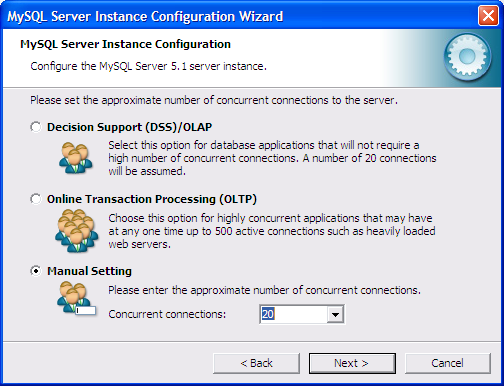 MySQL Server Instance Configuration Wizard
MySQL Server Instance Configuration
Configure the MySQL Server 5.1 server instance.
Please set the approximate number of concurrent connections to the server.
Decision Support (DSS)/OLAP
Select this option for database applications that will not require a
high number of concurrent connections. A number of 20 connections
will be assumed.
Online Transaction Processing (OLTP)
Choose this option for highly concurrent applications that may have
at any one time up to 500 active connections such as heavily loaded
web servers.
Manual Setting
Please enter the approximate number of concurrent connections.
Concurrent connections: 20
< Back Next > Cancel